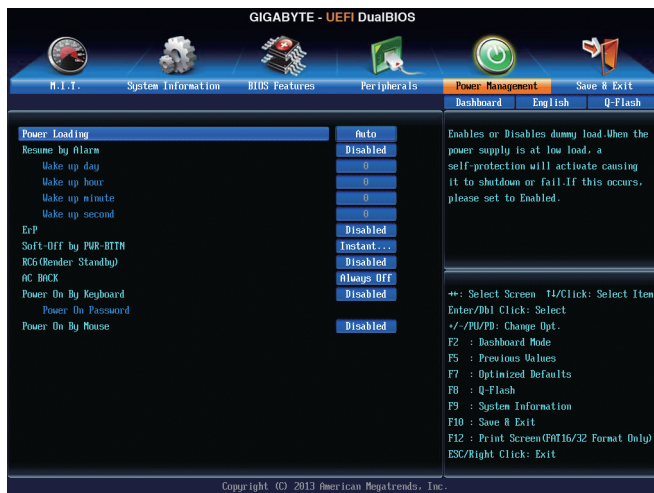 GIGABYTE - UEFI DualBIOS
M.I.T. System Information BIOS Features Peripherals Power Management Save & Exit
Dashboard English Q-Flash
Power Loading Auto
Resume by Alarm Disabled
Wake up day 0
Wake up hour 0
Wake up minute 0
Wake up second 0
ErP Disabled
Soft-Off by PWR-BTTN Instant...
RC6(Render Standby) Disabled
AC BACK Always Off
Power On By Keyboard Disabled
Power On Password
Power On By Mouse Disabled
Enables or Disables dummy load.When the
power supply is at low load, a
self-protection will activate causing
it to shutdown or fail.If this occurs,
please set to Enabled.
↔: Select Screen ↑↓/Click: Select Item
Enter/Dbl Click: Select
+/-/PU/PD: Change Opt.
F2 : Dashboard Mode
F5 : Previous Values
F7 : Optimized Defaults
F8 : Q-Flash
F9 : System Information
F10 : Save & Exit
F12 : Print Screen(FAT16/32 Format Only)
ESC/Right Click: Exit
Copyright (C) 2013 American Megatrends, Inc.